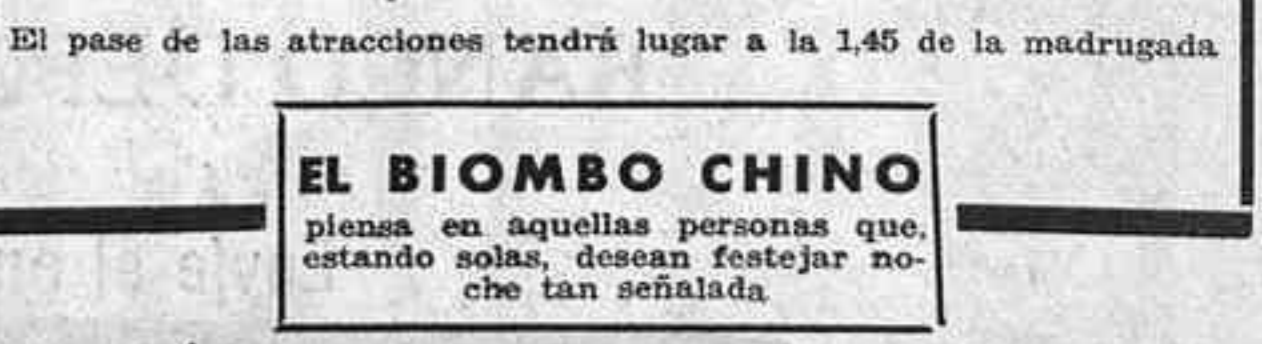 El pase de las atracciones tendrá lugar a la 1,45 de la madrugada
EL BIOMBO CHINO
piensa en aquellas personas que,
estando solas, desean festejar no-
che tan señalada